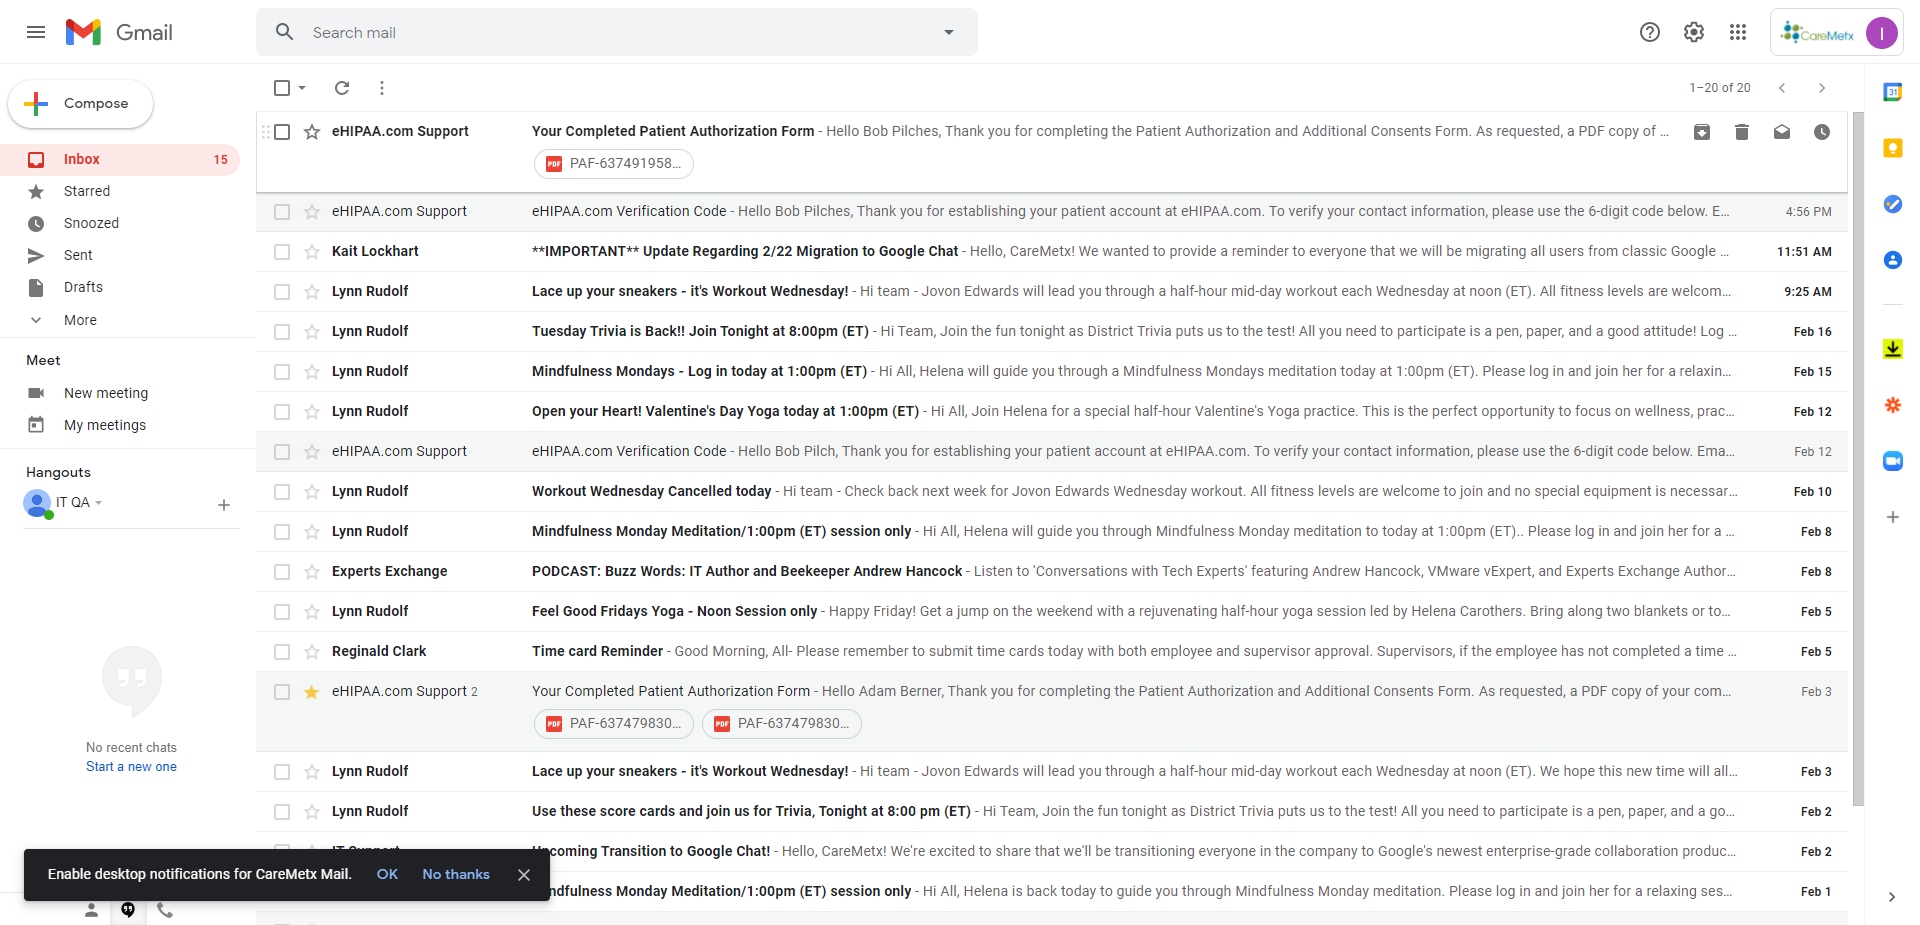 Gmail
Search mail
CareMetx
I
Compose
1–20 of 20
Inbox 15
Starred
Snoozed
Sent
Drafts
More
Meet
New meeting
My meetings
Hangouts
IT QA
No recent chats
Start a new one
eHIPAA.com Support Your Completed Patient Authorization Form - Hello Bob Pilches, Thank you for completing the Patient Authorization and Additional Consents Form. As requested, a PDF copy of ...
PDF PAF-637491958...
eHIPAA.com Support eHIPAA.com Verification Code - Hello Bob Pilches, Thank you for establishing your patient account at eHIPAA.com. To verify your contact information, please use the 6-digit code below. E... 4:56 PM
Kait Lockhart **IMPORTANT** Update Regarding 2/22 Migration to Google Chat - Hello, CareMetx! We wanted to provide a reminder to everyone that we will be migrating all users from classic Google ... 11:51 AM
Lynn Rudolf Lace up your sneakers - it's Workout Wednesday! - Hi team - Jovon Edwards will lead you through a half-hour mid-day workout each Wednesday at noon (ET). All fitness levels are welcom... 9:25 AM
Lynn Rudolf Tuesday Trivia is Back!! Join Tonight at 8:00pm (ET) - Hi Team, Join the fun tonight as District Trivia puts us to the test! All you need to participate is a pen, paper, and a good attitude! Log ... Feb 16
Lynn Rudolf Mindfulness Mondays - Log in today at 1:00pm (ET) - Hi All, Helena will guide you through a Mindfulness Mondays meditation today at 1:00pm (ET). Please log in and join her for a relaxin... Feb 15
Lynn Rudolf Open your Heart! Valentine's Day Yoga today at 1:00pm (ET) - Hi All, Join Helena for a special half-hour Valentine's Yoga practice. This is the perfect opportunity to focus on wellness, prac... Feb 12
eHIPAA.com Support eHIPAA.com Verification Code - Hello Bob Pilch, Thank you for establishing your patient account at eHIPAA.com. To verify your contact information, please use the 6-digit code below. Ema... Feb 12
Lynn Rudolf Workout Wednesday Cancelled today - Hi team - Check back next week for Jovon Edwards Wednesday workout. All fitness levels are welcome to join and no special equipment is necessar... Feb 10
Lynn Rudolf Mindfulness Monday Meditation/1:00pm (ET) session only - Hi All, Helena will guide you through Mindfulness Monday meditation to today at 1:00pm (ET).. Please log in and join her for a ... Feb 8
Experts Exchange PODCAST: Buzz Words: IT Author and Beekeeper Andrew Hancock - Listen to 'Conversations with Tech Experts' featuring Andrew Hancock, VMware vExpert, and Experts Exchange Author... Feb 8
Lynn Rudolf Feel Good Fridays Yoga - Noon Session only - Happy Friday! Get a jump on the weekend with a rejuvenating half-hour yoga session led by Helena Carothers. Bring along two blankets or to... Feb 5
Reginald Clark Time card Reminder - Good Morning, All- Please remember to submit time cards today with both employee and supervisor approval. Supervisors, if the employee has not completed a time ... Feb 5
eHIPAA.com Support 2 Your Completed Patient Authorization Form - Hello Adam Berner, Thank you for completing the Patient Authorization and Additional Consents Form. As requested, a PDF copy of your com... Feb 3
PDF PAF-637479830... PDF PAF-637479830...
Lynn Rudolf Lace up your sneakers - it's Workout Wednesday! - Hi team - Jovon Edwards will lead you through a half-hour mid-day workout each Wednesday at noon (ET). We hope this new time will all... Feb 3
Lynn Rudolf Use these score cards and join us for Trivia, Tonight at 8:00 pm (ET) - Hi Team, Join the fun tonight as District Trivia puts us to the test! All you need to participate is a pen, paper, and a go... Feb 2
IT Support Upcoming Transition to Google Chat! - Hello, CareMetx! We're excited to share that we'll be transitioning everyone in the company to Google's newest enterprise-grade collaboration produc... Feb 2
ndfulness Monday Meditation/1:00pm (ET) session only - Hi All, Helena is back today to guide you through Mindfulness Monday meditation. Please log in and join her for a relaxing ses... Feb 1
Enable desktop notifications for CareMetx Mail. OK No thanks
31